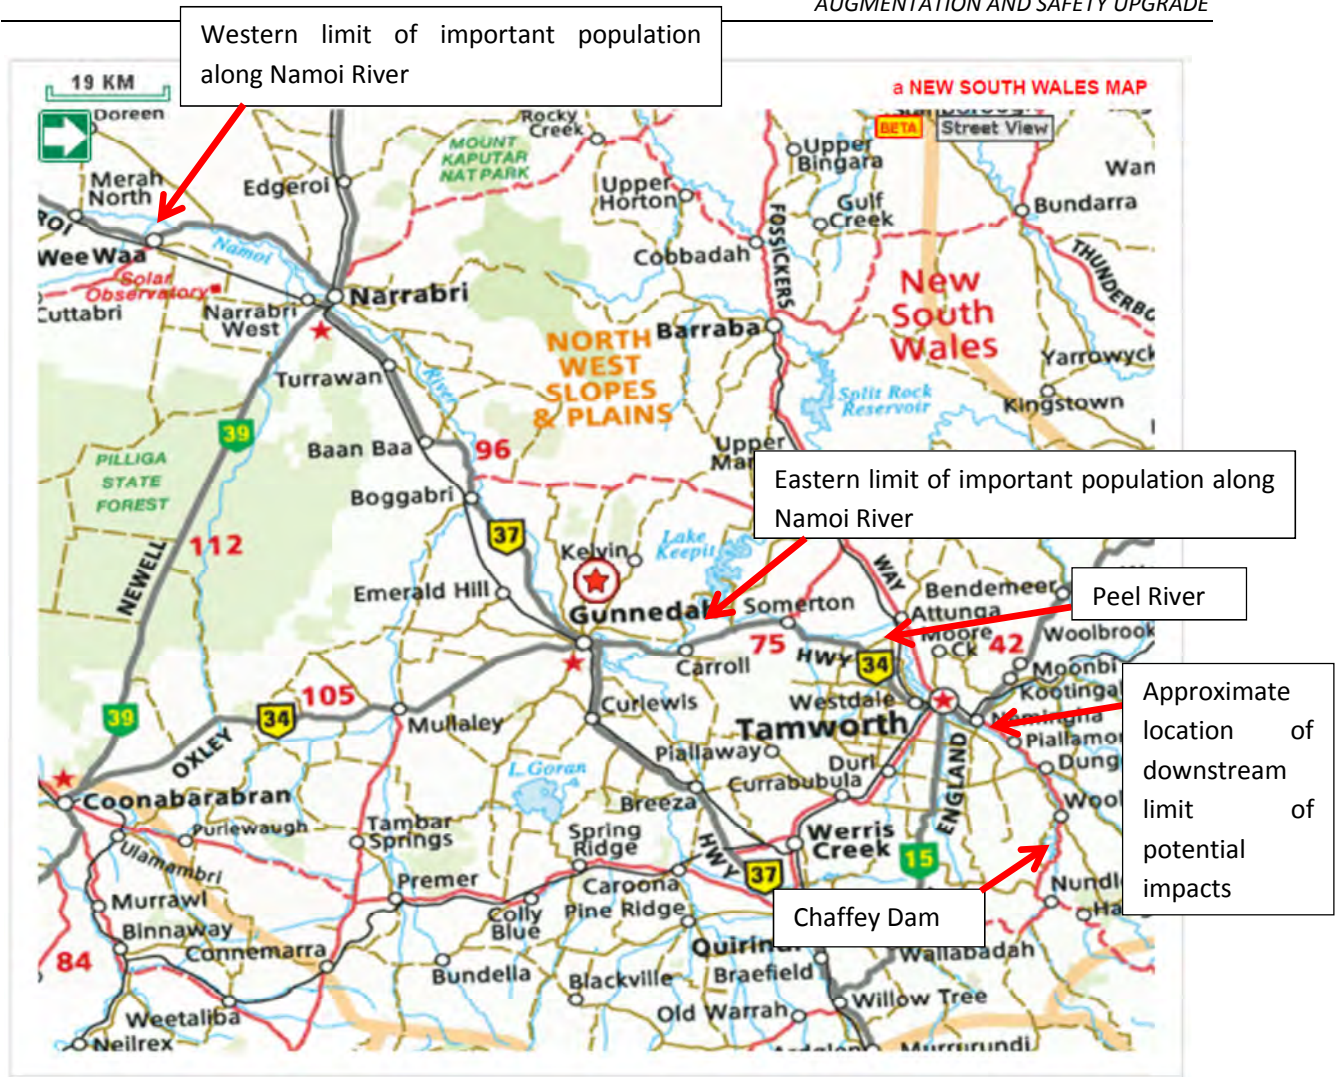 AUGMENTATION AND SAFETY UPGRADE
Western limit of important population
along Namoi River
19 KM
a NEW SOUTH WALES MAP
BETA
Street View
Doreen
Rocky
Creek
MOUNT
KAPUTAR
NAT PARK
Upper
Bingara
Merah
North
Edgeroi
Upper
Horton
Gulf
Creek
Bundarra
Wee Waa
Namoi
Cobbadah
FOSSICKERS
Solar
Observatory
Cuttabri
Narrabri
West
Narrabri
New
South
Wales
NORTH
WEST
SLOPES
& PLAINS
Barraba
Yarrowyck
Turrawan
River
Split Rock
Reservoir
Kingstown
39
Baan Baa
96
Upper
PILLIGA
STATE
FOREST
Boggabri
Eastern limit of important population along
Namoi River
37
112
NEWELL
Kelvin
Lake
Keepit
WAY
Emerald Hill
Gunnedah
Somerton
Bendemeer
Attunga
Peel River
Moore
Ck
42
Woolbrook
75
HWY
34
Carroll
Moonbi
Westdale
Approximate
location of
downstream
limit of
potential
impacts
105
39
34
Mullaley
Curlewis
Tamworth
Nemingha
OXLEY
Piallaway
Duri
ENGLAND
L. Goran
Currabubula
Coonabarabran
Breeza
Purlewaugh
Tambar
Springs
Spring
Ridge
Werris
Creek
15
Ulamambri
HWY
37
Premer
Caroona
Murrawl
Colly
Blue
Pine Ridge
Chaffey Dam
Binnaway
Connemarra
84
Bundella
Blackville
Braefield
Wallabadah
Willow Tree
Weetaliba
Old Warrah
Neilrex
Murrurundi